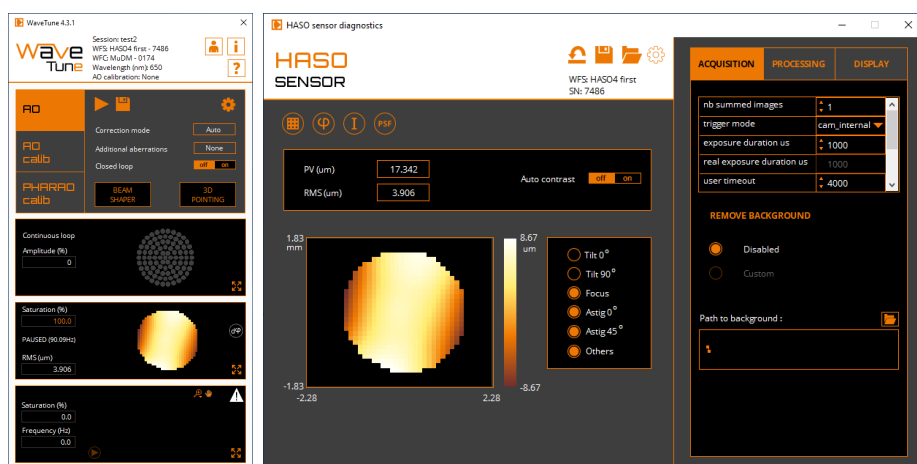 WaveTune 4.3.1
WAVE
TUNE
Session: test2
WFS: HASO4 first - 7486
WFC: MuDM - 0174
Wavelength (nm): 650
AO calibration: None
i
?
AO
AO
calib
PHARAO
calib
Correction mode
Auto
Additional aberrations
None
Closed loop
off on
BEAM
SHAPER
3D
POINTING
Continuous loop
Amplitude (%)
0
Saturation (%)
100.0
PAUSED (90.09Hz)
RMS (um)
3.906
Saturation (%)
0.0
Frequency (Hz)
0.0
HASO sensor diagnostics
HASO
SENSOR
WFS: HASO4 first
SN: 7486
φ
I
PSF
PV (um)
17.342
RMS (um)
3.906
Auto contrast
off on
1.83
mm
-1.83
-2.28
2.28
8.67
um
-8.67
Tilt 0°
Tilt 90°
Focus
Astig 0°
Astig 45°
Others
ACQUISITION
PROCESSING
DISPLAY
nb summed images
1
trigger mode
cam_internal
exposure duration us
1000
real exposure duration us
1000
user timeout
4000
REMOVE BACKGROUND
Disabled
Custom
Path to background :